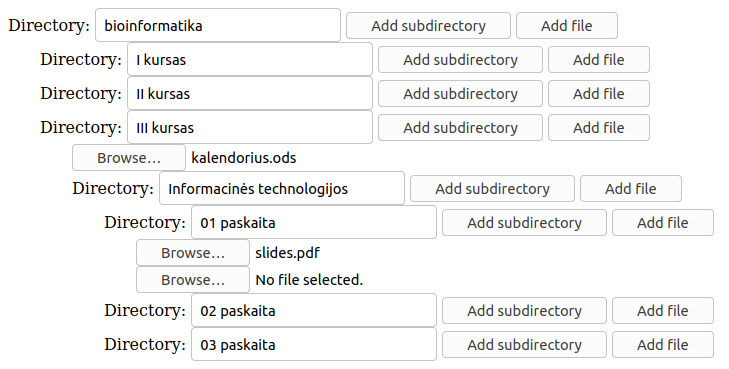 Directory: bioinformatika Add subdirectory Add file
Directory: I kursas Add subdirectory Add file
Directory: II kursas Add subdirectory Add file
Directory: III kursas Add subdirectory Add file
Browse... kalendorius.ods
Directory: Informacinės technologijos Add subdirectory Add file
Directory: 01 paskaita Add subdirectory Add file
Browse... slides.pdf
Browse... No file selected.
Directory: 02 paskaita Add subdirectory Add file
Directory: 03 paskaita Add subdirectory Add file